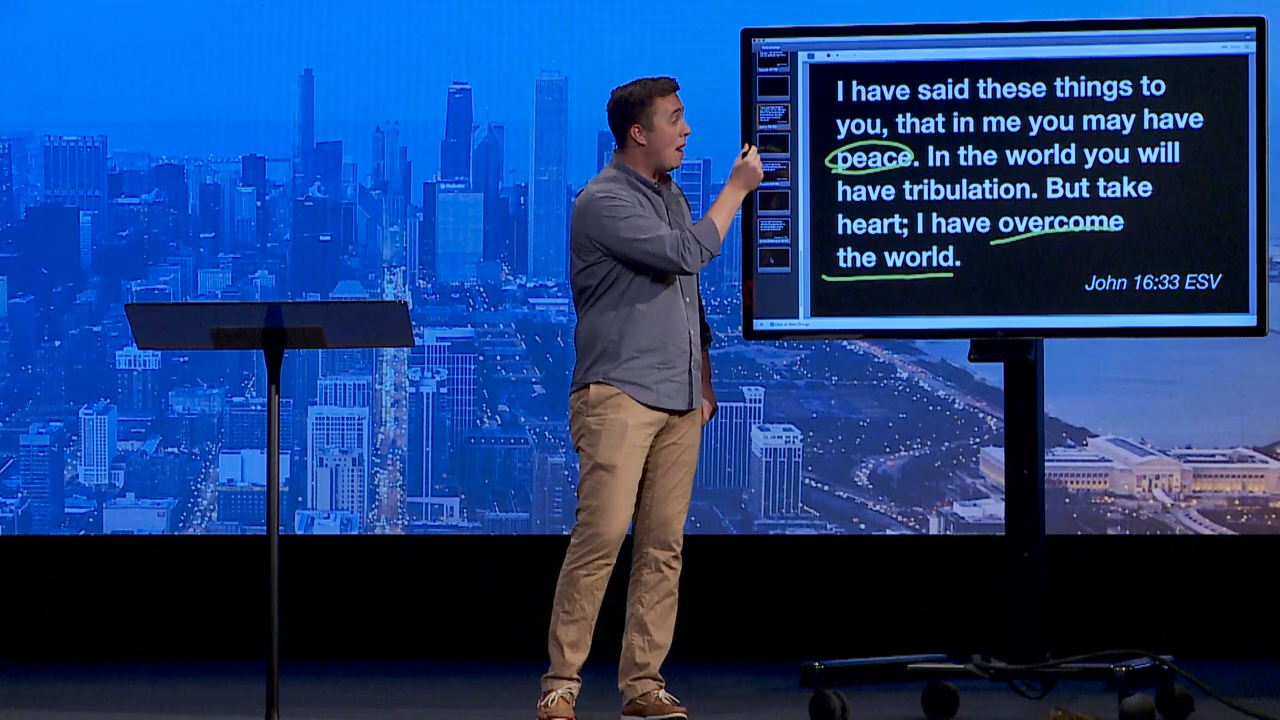 I have said these things to
you, that in me you may have
peace. In the world you will
have tribulation. But take
heart; I have overcome
the world.
John 16:33 ESV